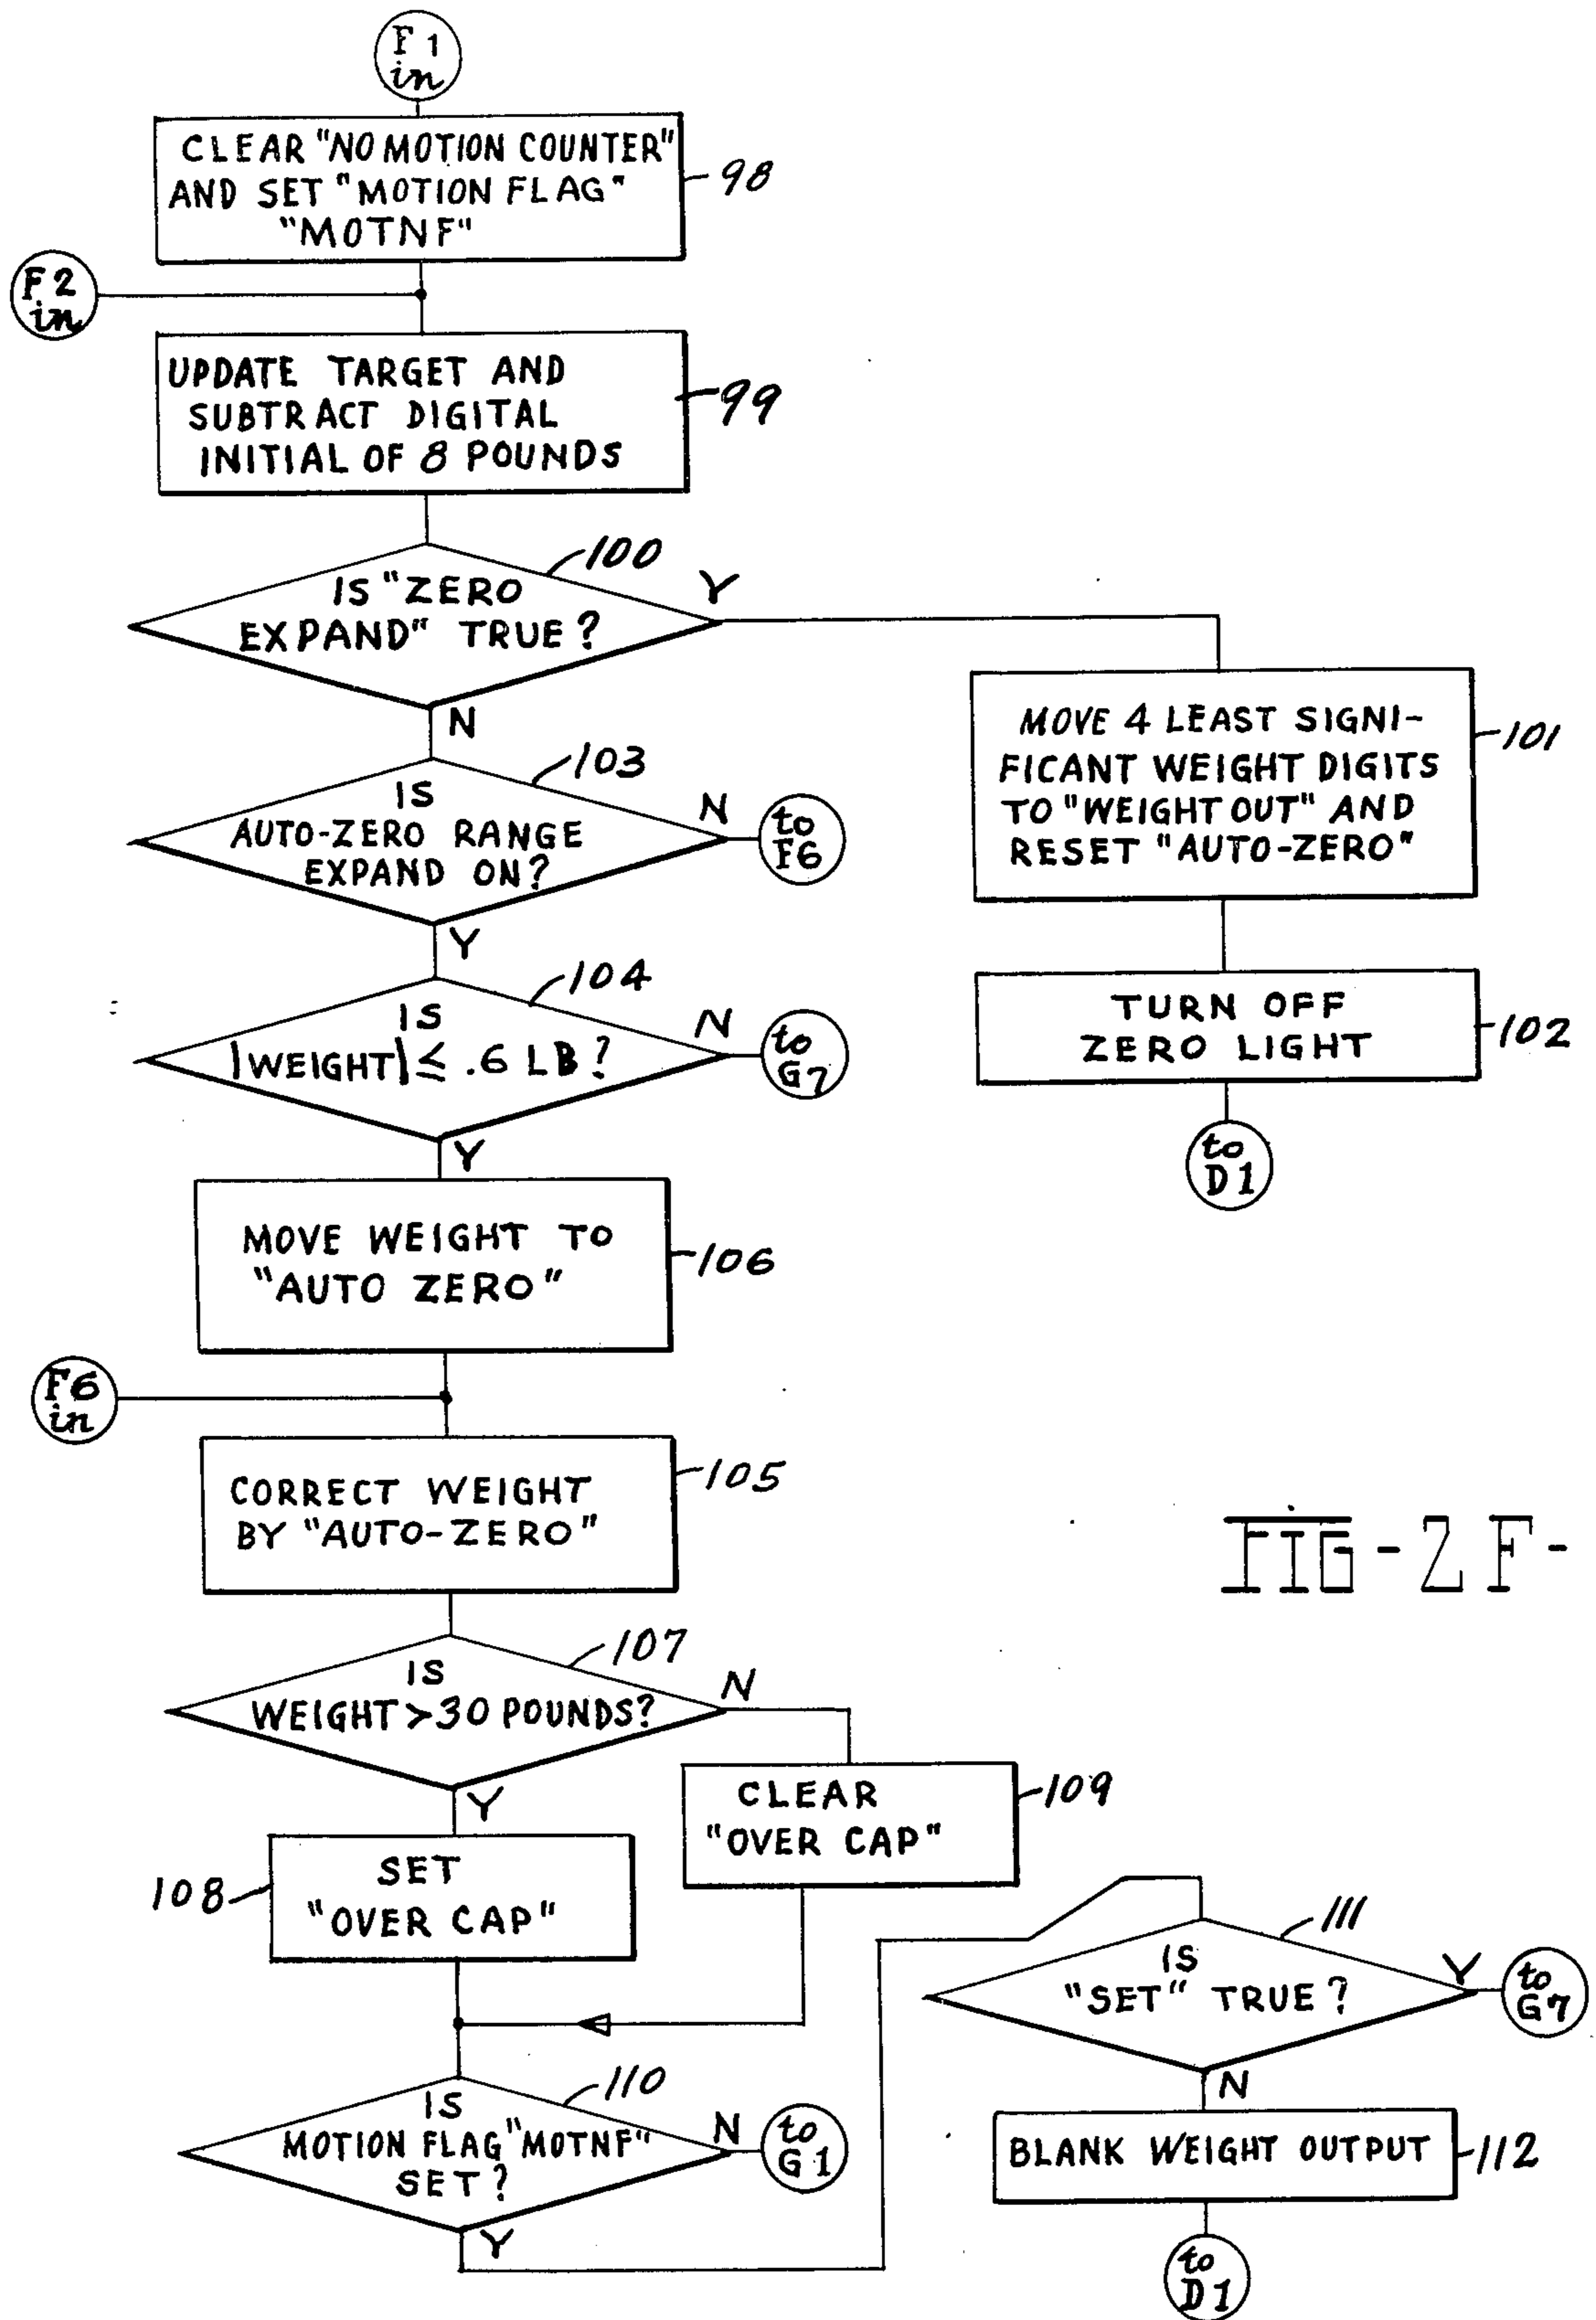 F1
in
CLEAR "NO MOTION COUNTER"
AND SET "MOTION FLAG"
"MOTNF"
98
F2
in
UPDATE TARGET AND
SUBTRACT DIGITAL
INITIAL OF 8 POUNDS
99
100
IS "ZERO
EXPAND" TRUE?
Y
N
MOVE 4 LEAST SIGNI-
FICANT WEIGHT DIGITS
TO "WEIGHT OUT" AND
RESET "AUTO-ZERO"
101
TURN OFF
ZERO LIGHT
102
to
D1
103
IS
AUTO-ZERO RANGE
EXPAND ON?
N
to
F6
Y
104
IS
|WEIGHT| ≤ .6 LB?
N
to
G7
Y
MOVE WEIGHT TO
"AUTO ZERO"
106
F6
in
CORRECT WEIGHT
BY "AUTO-ZERO"
105
FIG-2F-
107
IS
WEIGHT > 30 POUNDS?
N
Y
CLEAR
"OVER CAP"
109
SET
"OVER CAP"
108
110
IS
MOTION FLAG "MOTNF"
SET?
N
to
G1
Y
111
IS
"SET" TRUE?
Y
to
G7
N
BLANK WEIGHT OUTPUT
112
to
D1